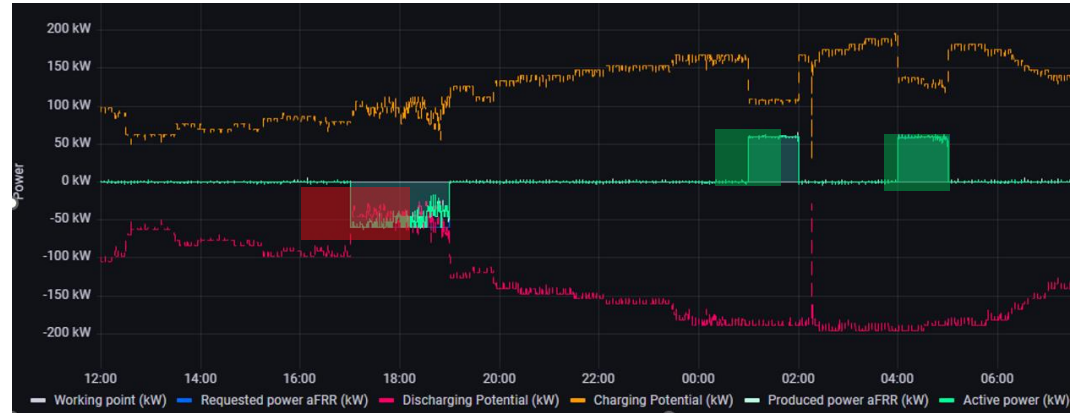 200 kW
150 kW
100 kW
50 kW
0 kW
-50 kW
-100 kW
-150 kW
-200 kW
Power
12:00 14:00 16:00 18:00 20:00 22:00 00:00 02:00 04:00 06:00
Working point (kW) Requested power aFRR (kW) Discharging Potential (kW) Charging Potential (kW) Produced power aFRR (kW) Active power (kW)